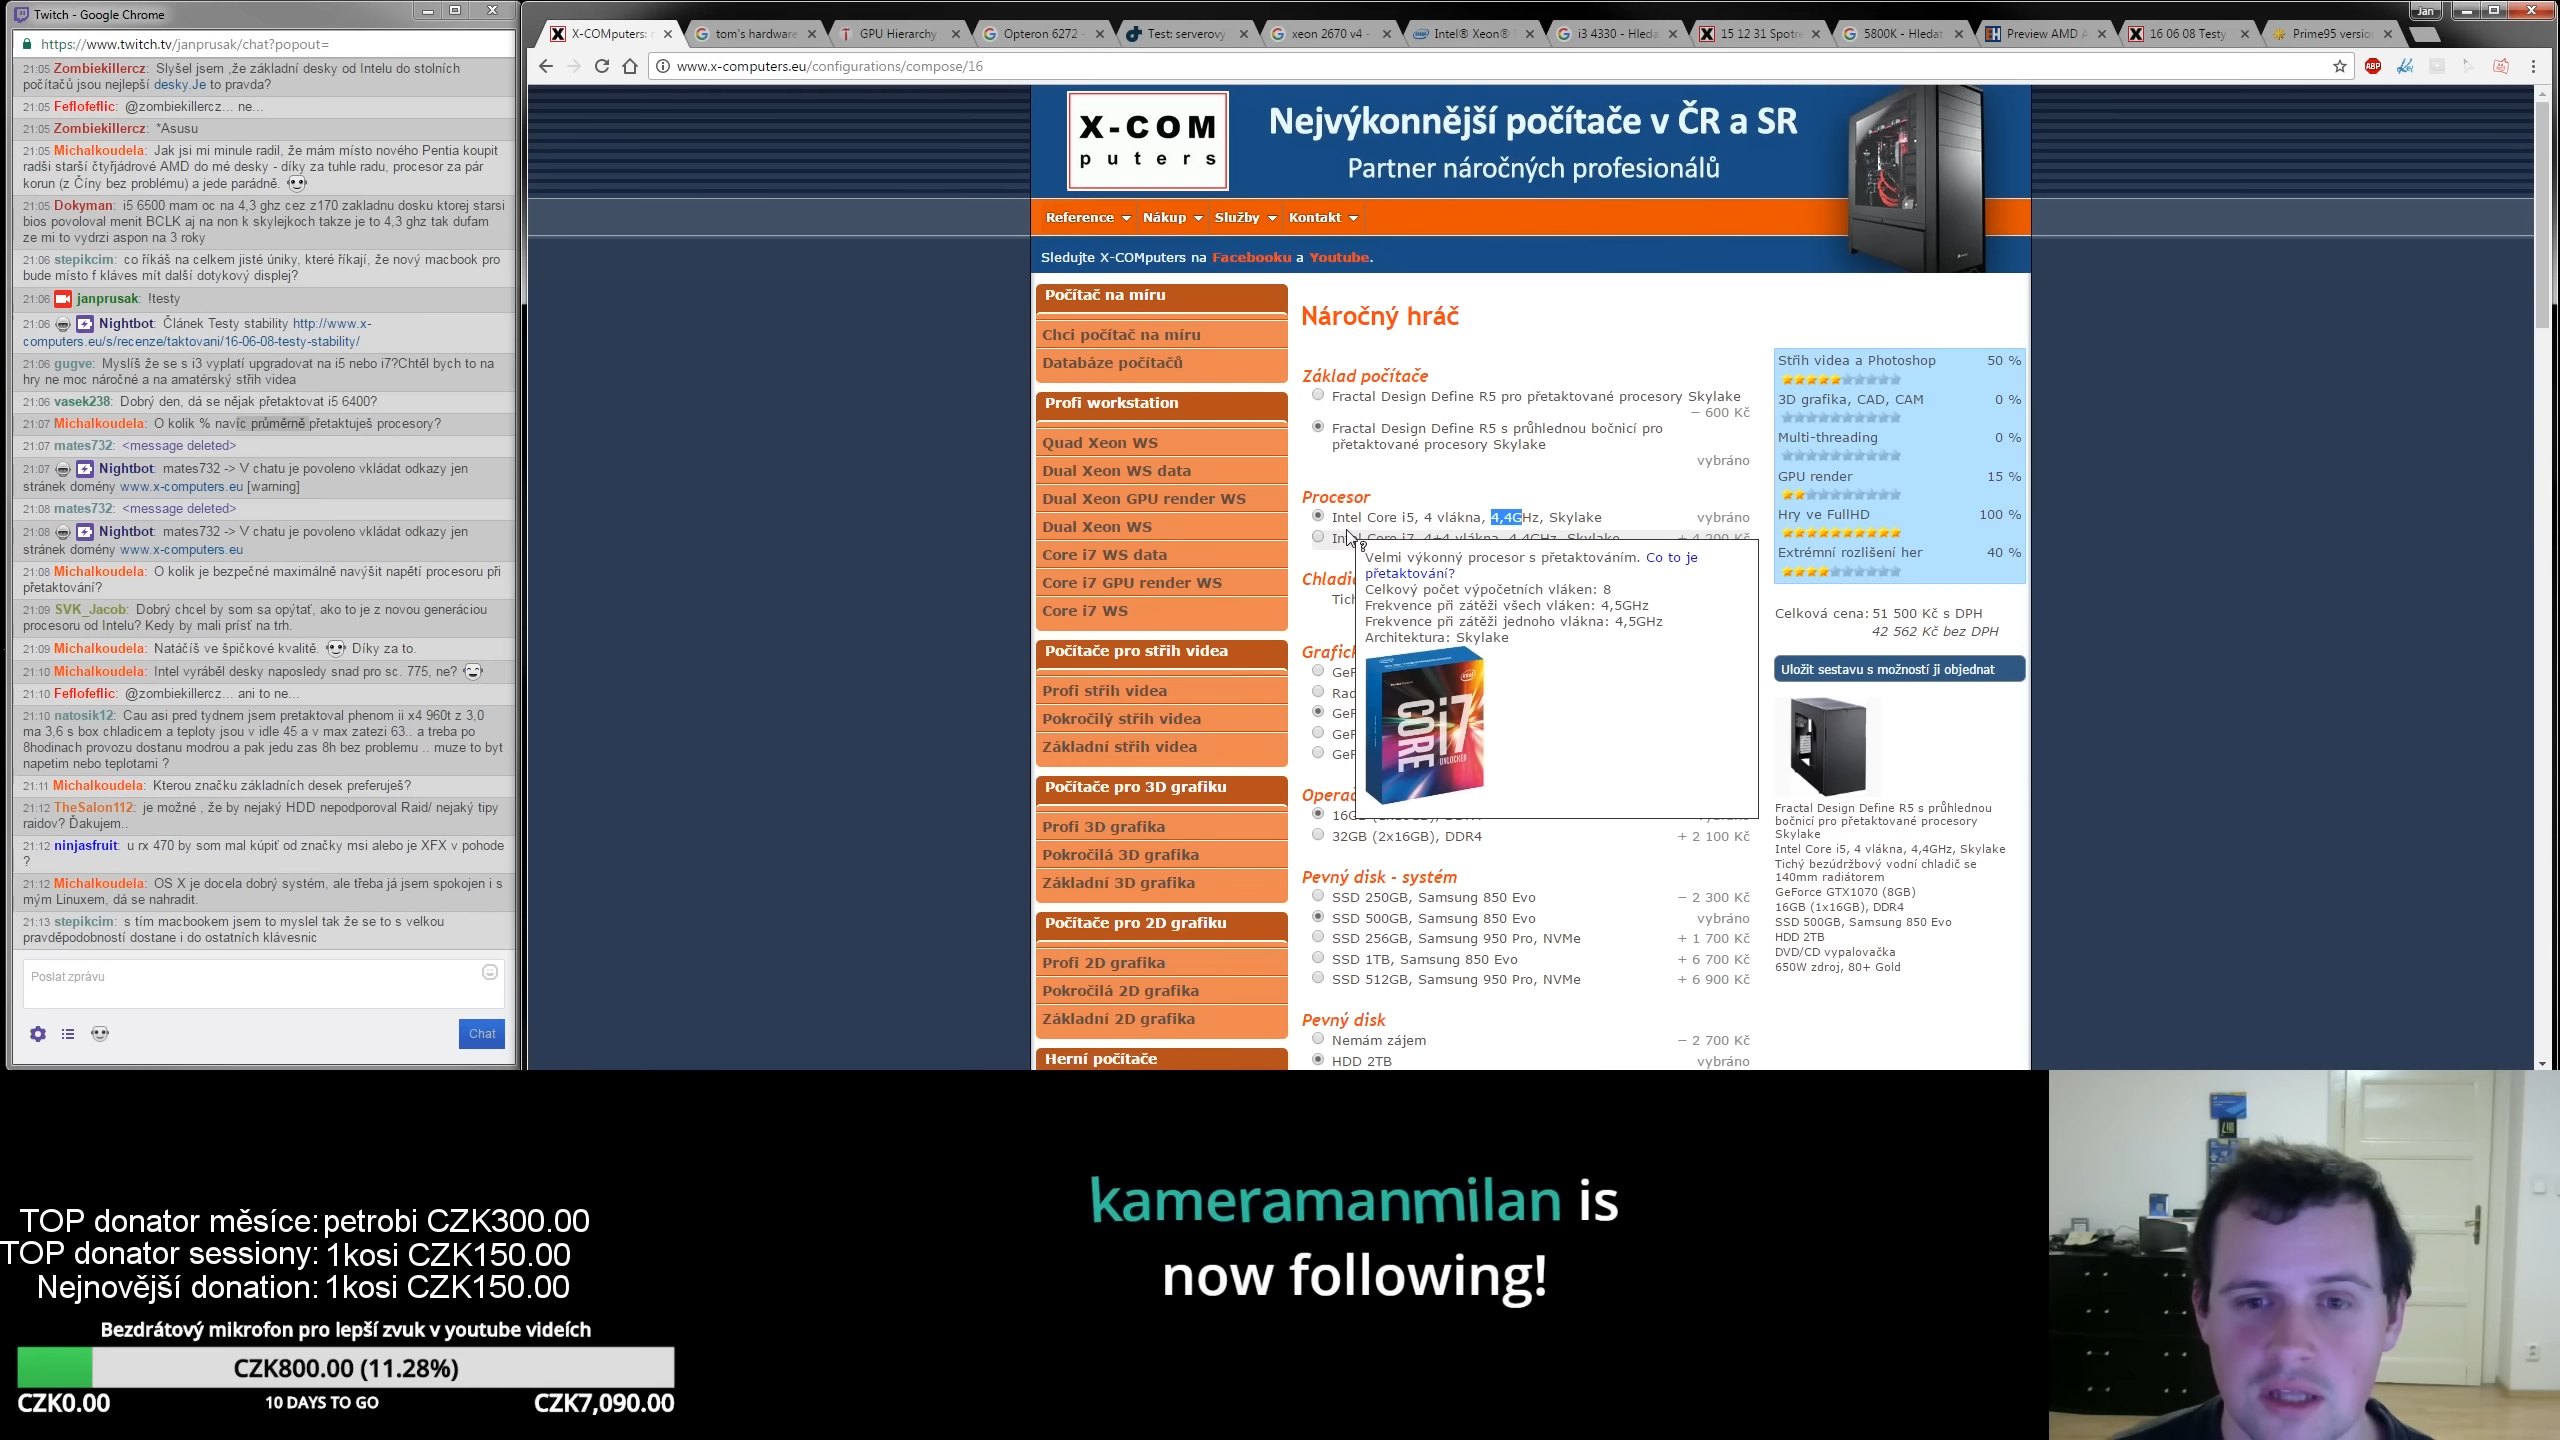 Twitch - Google Chrome
https://www.twitch.tv/janprusak/chat?popout=
21:05 Zombiekillercz: Slyšel jsem ,že základní desky od Intelu do stolních
počítačů jsou nejlepší desky.Je to pravda?
21:05 Feflofeflic: @zombiekillercz... ne...
21:05 Zombiekillercz: *Asusu
21:05 Michalkoudela: Jak jsi mi minule radil, že mám místo nového Pentia koupit
radši starší čtyřjádrové AMD do mé desky - díky za tuhle radu, procesor za pár
korun (z Číny bez problému) a jede parádně.
21:05 Dokyman: i5 6500 mam oc na 4,3 ghz cez z170 zakladnu dosku ktorej starsi
bios povoloval menit BCLK aj na non k skylejkoch takze je to 4,3 ghz tak dufam
ze mi to vydrzi aspon na 3 roky
21:06 stepikcim: co říkáš na celkem jisté úniky, které říkají, že nový macbook pro
bude místo f kláves mít další dotykový displej?
21:06 janprusak: !testy
21:06 Nightbot: Článek Testy stability http://www.x-
computers.eu/s/recenze/taktovani/16-06-08-testy-stability/
21:06 gugve: Myslíš že se s i3 vyplatí upgradovat na i5 nebo i7?Chtěl bych to na
hry ne moc náročné a na amatérský střih videa
21:06 vasek238: Dobrý den, dá se nějak přetaktovat i5 6400?
21:07 Michalkoudela: O kolik % navíc průměrně přetaktuješ procesory?
21:07 mates732: <message deleted>
21:07 Nightbot: mates732 -> V chatu je povoleno vkládat odkazy jen
stránek domény www.x-computers.eu [warning]
21:08 mates732: <message deleted>
21:08 Nightbot: mates732 -> V chatu je povoleno vkládat odkazy jen
stránek domény www.x-computers.eu
21:08 Michalkoudela: O kolik je bezpečné maximálně navýšit napětí procesoru při
přetaktování?
21:09 SVK_Jacob: Dobrý chcel by som sa opýtať, ako to je z novou generáciou
procesoru od Intelu? Kedy by mali prísť na trh.
21:09 Michalkoudela: Natáčíš ve špičkové kvalitě. Díky za to.
21:10 Michalkoudela: Intel vyráběl desky naposledy snad pro sc. 775, ne?
21:10 Feflofeflic: @zombiekillercz... ani to ne...
21:10 natosik12: Cau asi pred tydnem jsem pretaktoval phenom ii x4 960t z 3,0
ma 3,6 s box chladicem a teploty jsou v idle 45 a v max zatezi 63.. a treba po
8hodinach provozu dostanu modrou a pak jedu zas 8h bez problemu .. muze to byt
napetim nebo teplotami ?
21:11 Michalkoudela: Kterou značku základních desek preferuješ?
21:12 TheSalon112: je možné , že by nejaký HDD nepodporoval Raid/ nejaký tipy
raidov? Ďakujem..
21:12 ninjasfruit: u rx 470 by som mal kúpiť od značky msi alebo je XFX v pohode
?
21:12 Michalkoudela: OS X je docela dobrý systém, ale třeba já jsem spokojen i s
mým Linuxem, dá se nahradit.
21:13 stepikcim: s tím macbookem jsem to myslel tak že se to s velkou
pravděpodobností dostane i do ostatních klávesnic
Poslat zprávu
Chat
Jan
X-COMputers:
tom's hardware
GPU Hierarchy
Opteron 6272 -
Test: serverovy
xeon 2670 v4 -
Intel® Xeon®
i3 4330 - Hleda
15 12 31 Spotr
5800K - Hledat
Preview AMD A
16 06 08 Testy
Prime95 versio
www.x-computers.eu/configurations/compose/16
ABP
X-COM
puters
Nejvýkonnější počítače v ČR a SR
Partner náročných profesionálů
Reference Nákup Služby Kontakt
Sledujte X-COMputers na Facebooku a Youtube.
Počítač na míru
Chci počítač na míru
Databáze počítačů
Profi workstation
Quad Xeon WS
Dual Xeon WS data
Dual Xeon GPU render WS
Dual Xeon WS
Core i7 WS data
Core i7 GPU render WS
Core i7 WS
Počítače pro střih videa
Profi střih videa
Pokročilý střih videa
Základní střih videa
Počítače pro 3D grafiku
Profi 3D grafika
Pokročilá 3D grafika
Základní 3D grafika
Počítače pro 2D grafiku
Profi 2D grafika
Pokročilá 2D grafika
Základní 2D grafika
Herní počítače
Náročný hráč
Základ počítače
Fractal Design Define R5 pro přetaktované procesory Skylake
− 600 Kč
Fractal Design Define R5 s průhlednou bočnicí pro
přetaktované procesory Skylake
vybráno
Procesor
Intel Core i5, 4 vlákna, 4,4GHz, Skylake vybráno
Intel Core i7, 4+4 vlákna, 4,4GHz, Skylake + 4 200 Kč
Velmi výkonný procesor s přetaktováním. Co to je
přetaktování?
Celkový počet výpočetních vláken: 8
Frekvence při zátěži všech vláken: 4,5GHz
Frekvence při zátěži jednoho vlákna: 4,5GHz
Architektura: Skylake
CORE i7
UNLOCKED
Chladi
Tich
Grafick
GeF
Rad
GeF
GeF
GeF
Operač
32GB (2x16GB), DDR4 + 2 100 Kč
Pevný disk - systém
SSD 250GB, Samsung 850 Evo − 2 300 Kč
SSD 500GB, Samsung 850 Evo vybráno
SSD 256GB, Samsung 950 Pro, NVMe + 1 700 Kč
SSD 1TB, Samsung 850 Evo + 6 700 Kč
SSD 512GB, Samsung 950 Pro, NVMe + 6 900 Kč
Pevný disk
Nemám zájem − 2 700 Kč
HDD 2TB vybráno
Střih videa a Photoshop 50 %
3D grafika, CAD, CAM 0 %
Multi-threading 0 %
GPU render 15 %
Hry ve FullHD 100 %
Extrémní rozlišení her 40 %
Celková cena: 51 500 Kč s DPH
42 562 Kč bez DPH
Uložit sestavu s možností ji objednat
Fractal Design Define R5 s průhlednou
bočnicí pro přetaktované procesory
Skylake
Intel Core i5, 4 vlákna, 4,4GHz, Skylake
Tichý bezúdržbový vodní chladič se
140mm radiátorem
GeForce GTX1070 (8GB)
16GB (1x16GB), DDR4
SSD 500GB, Samsung 850 Evo
HDD 2TB
DVD/CD vypalovačka
650W zdroj, 80+ Gold
TOP donator měsíce: petrobi CZK300.00
TOP donator sessiony: 1kosi CZK150.00
Nejnovější donation: 1kosi CZK150.00
Bezdrátový mikrofon pro lepší zvuk v youtube videích
CZK800.00 (11.28%)
CZK0.00 10 DAYS TO GO CZK7,090.00
kameramanmilan is
now following!